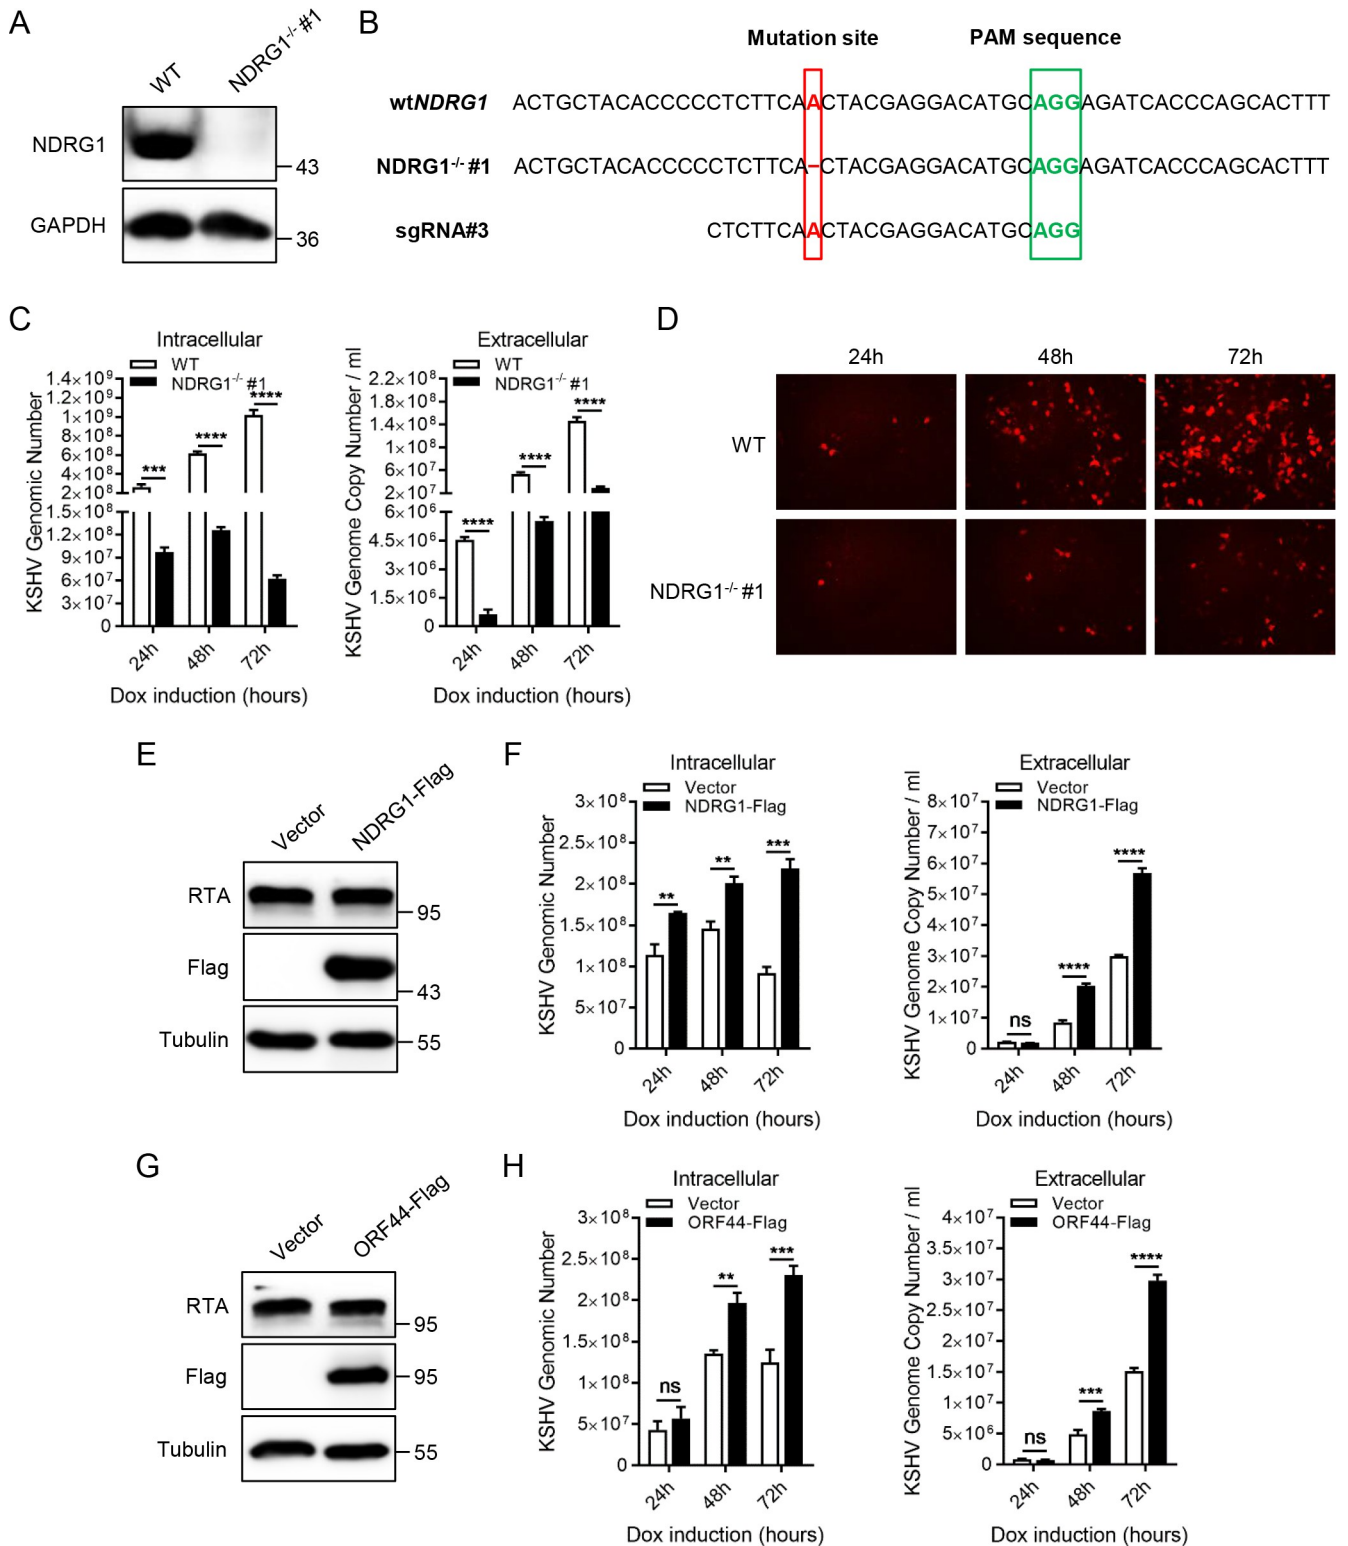 A
WT
NDRG1-/- #1
NDRG1
43
GAPDH
36
B
Mutation site
PAM sequence
wtNDRG1 ACTGCTACACCCCCTCTTCAACTACGAGGACATGCAGGAGATCACCCAGCACTTT
NDRG1-/- #1 ACTGCTACACCCCCTCTTCA–CTACGAGGACATGCAGGAGATCACCCAGCACTTT
sgRNA#3 CTCTTCAACTACGAGGACATGCAGG
C
Intracellular
WT
NDRG1-/- #1
KSHV Genomic Number
1.4×10⁹
1×10⁹
1×10⁹
8×10⁸
6×10⁸
4×10⁸
2×10⁸
1.5×10⁸
1.2×10⁸
9×10⁷
6×10⁷
3×10⁷
0
***
****
****
24h
48h
72h
Dox induction (hours)
Extracellular
WT
NDRG1-/- #1
KSHV Genome Copy Number / ml
2.2×10⁸
1.8×10⁸
1.4×10⁸
1×10⁸
6×10⁷
2×10⁷
6×10⁶
4.5×10⁶
3×10⁶
1.5×10⁶
0
****
****
****
24h
48h
72h
Dox induction (hours)
D
24h
48h
72h
WT
NDRG1-/- #1
E
Vector
NDRG1-Flag
RTA
95
Flag
43
Tubulin
55
F
Intracellular
Vector
NDRG1-Flag
KSHV Genomic Number
3×10⁸
2.5×10⁸
2×10⁸
1.5×10⁸
1×10⁸
5×10⁷
0
**
**
***
24h
48h
72h
Dox induction (hours)
Extracellular
Vector
NDRG1-Flag
KSHV Genome Copy Number / ml
8×10⁷
7×10⁷
6×10⁷
5×10⁷
4×10⁷
3×10⁷
2×10⁷
1×10⁷
0
ns
****
****
24h
48h
72h
Dox induction (hours)
G
Vector
ORF44-Flag
RTA
95
Flag
95
Tubulin
55
H
Intracellular
Vector
ORF44-Flag
KSHV Genomic Number
3×10⁸
2.5×10⁸
2×10⁸
1.5×10⁸
1×10⁸
5×10⁷
0
ns
**
***
24h
48h
72h
Dox induction (hours)
Extracellular
Vector
ORF44-Flag
KSHV Genome Copy Number / ml
4×10⁷
3.5×10⁷
3×10⁷
2.5×10⁷
2×10⁷
1.5×10⁷
1×10⁷
5×10⁶
0
ns
***
****
24h
48h
72h
Dox induction (hours)